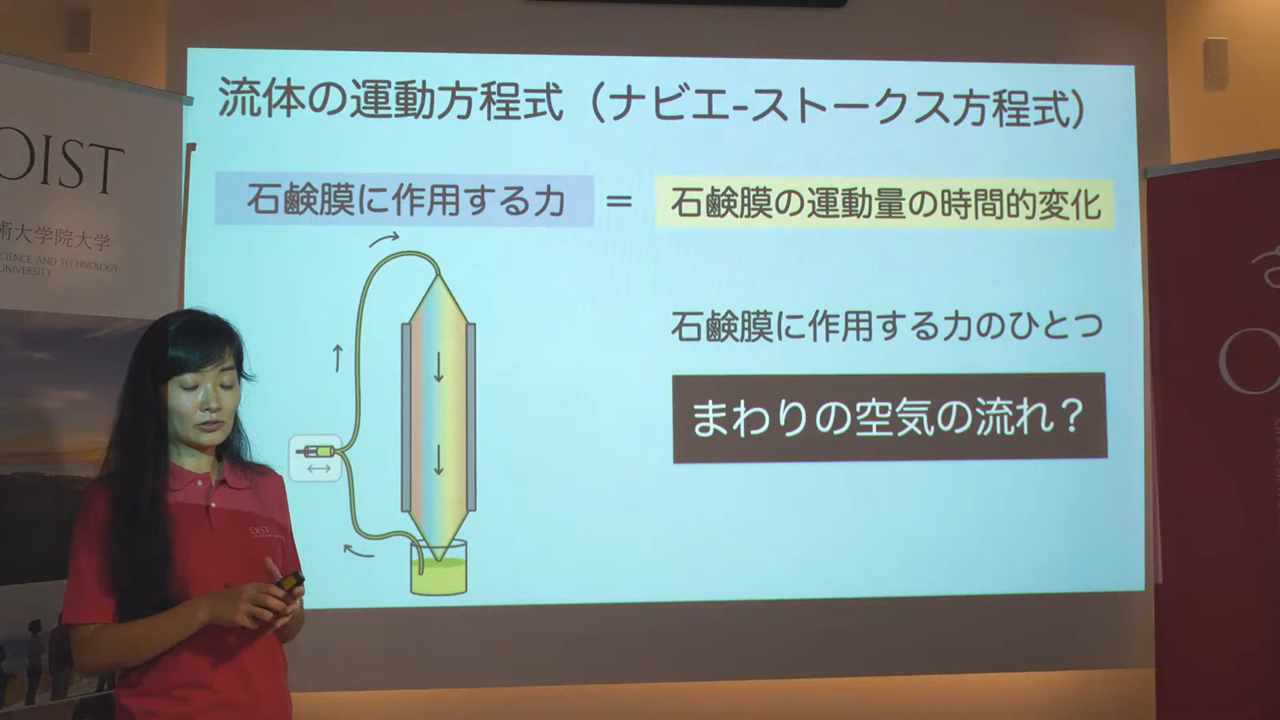 流体の運動方程式（ナビエ-ストークス方程式）
石鹸膜に作用する力 = 石鹸膜の運動量の時間的変化
石鹸膜に作用する力のひとつ
まわりの空気の流れ？
OIST
術大学院大学
SCIENCE AND TECHNOLOGY
UNIVERSITY
OIST